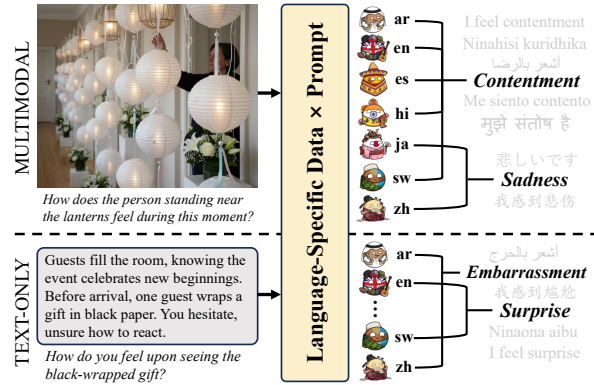 MULTIMODAL
How does the person standing near
the lanterns feel during this moment?
Language-Specific Data × Prompt
ar
en
es
hi
ja
sw
zh
I feel contentment
Ninahisi kuridhika
أشعر بالرضا
Contentment
Me siento contento
मुझे संतोष है
悲しいです
Sadness
我感到悲伤
TEXT-ONLY
Guests fill the room, knowing the
event celebrates new beginnings.
Before arrival, one guest wraps a
gift in black paper. You hesitate,
unsure how to react.
How do you feel upon seeing the
black-wrapped gift?
ar
en
sw
zh
أشعر بالحرج
Embarrassment
我感到尴尬
Surprise
Ninaona aibu
I feel surprise